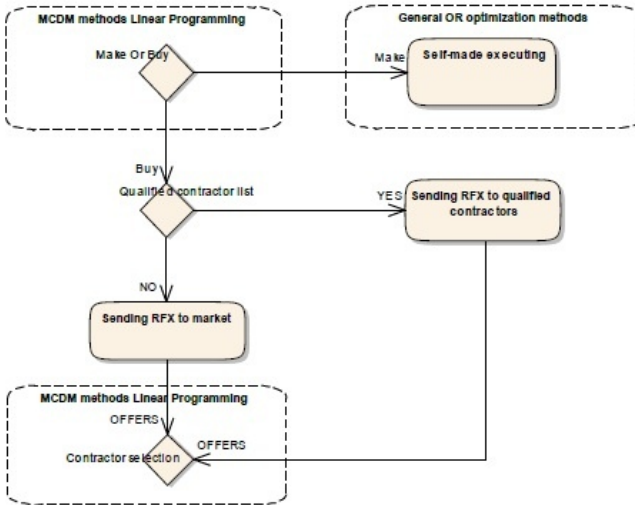 MCDM methods Linear Programming
General OR optimization methods
Make Or Buy
Make
Self-made executing
Buy
Qualified contractor list
YES
Sending RFX to qualified
contractors
NO
Sending RFX to market
MCDM methods Linear Programming
OFFERS
OFFERS
Contractor selection